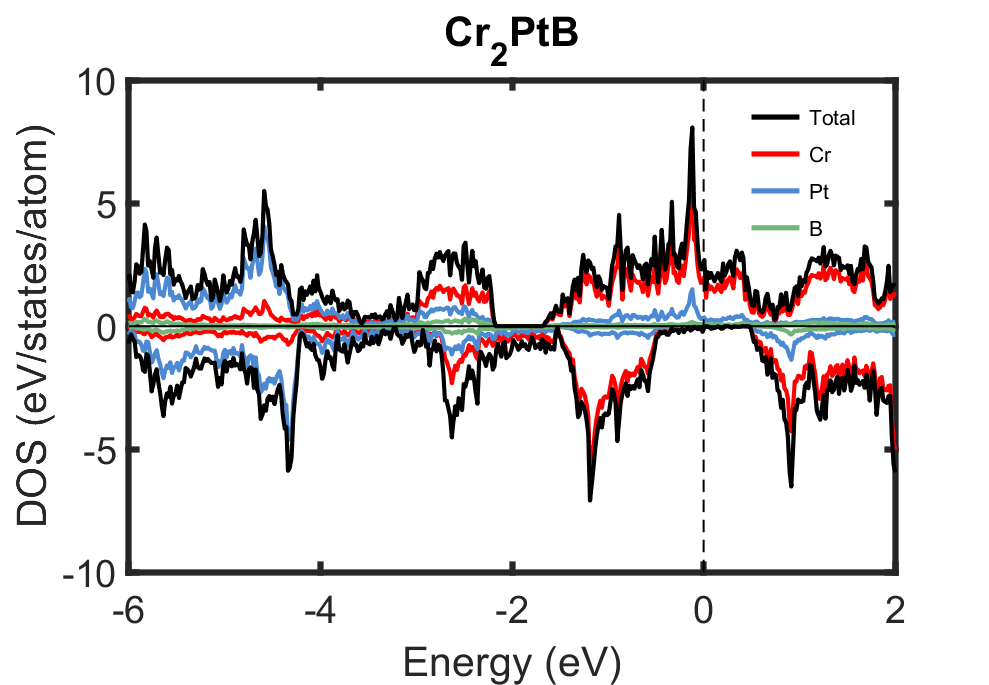 Cr2PtB
DOS (eV/states/atom)
10
5
0
-5
-10
Total
Cr
Pt
B
-6 -4 -2 0 2
Energy (eV)